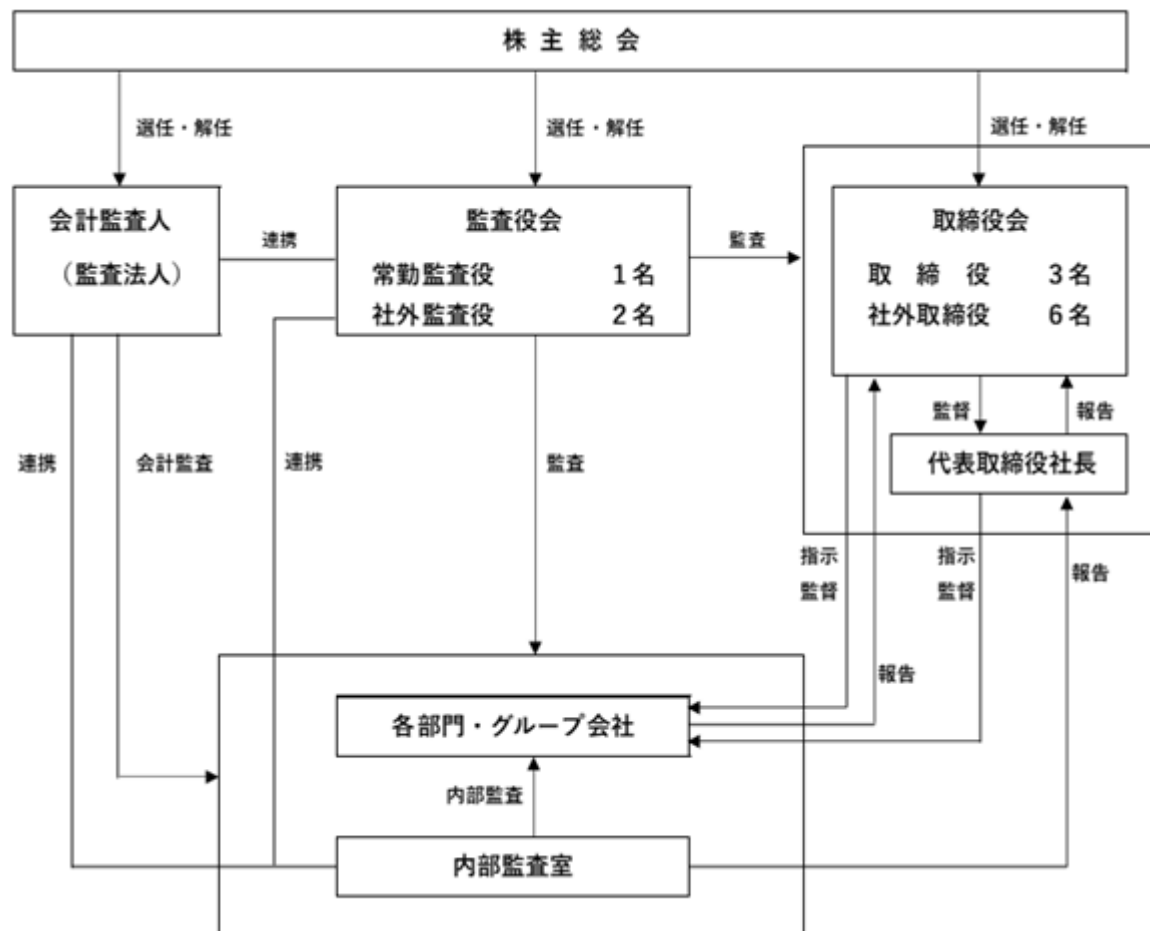 株 主 総 会
選任・解任
選任・解任
選任・解任
会計監査人
（監査法人）
連携
監査役会
常勤監査役 1名
社外監査役 2名
監査
取締役会
取 締 役 3名
社外取締役 6名
監督
報告
代表取締役社長
連携
会計監査
連携
監査
指示
監督
指示
監督
報告
報告
各部門・グループ会社
内部監査
内部監査室